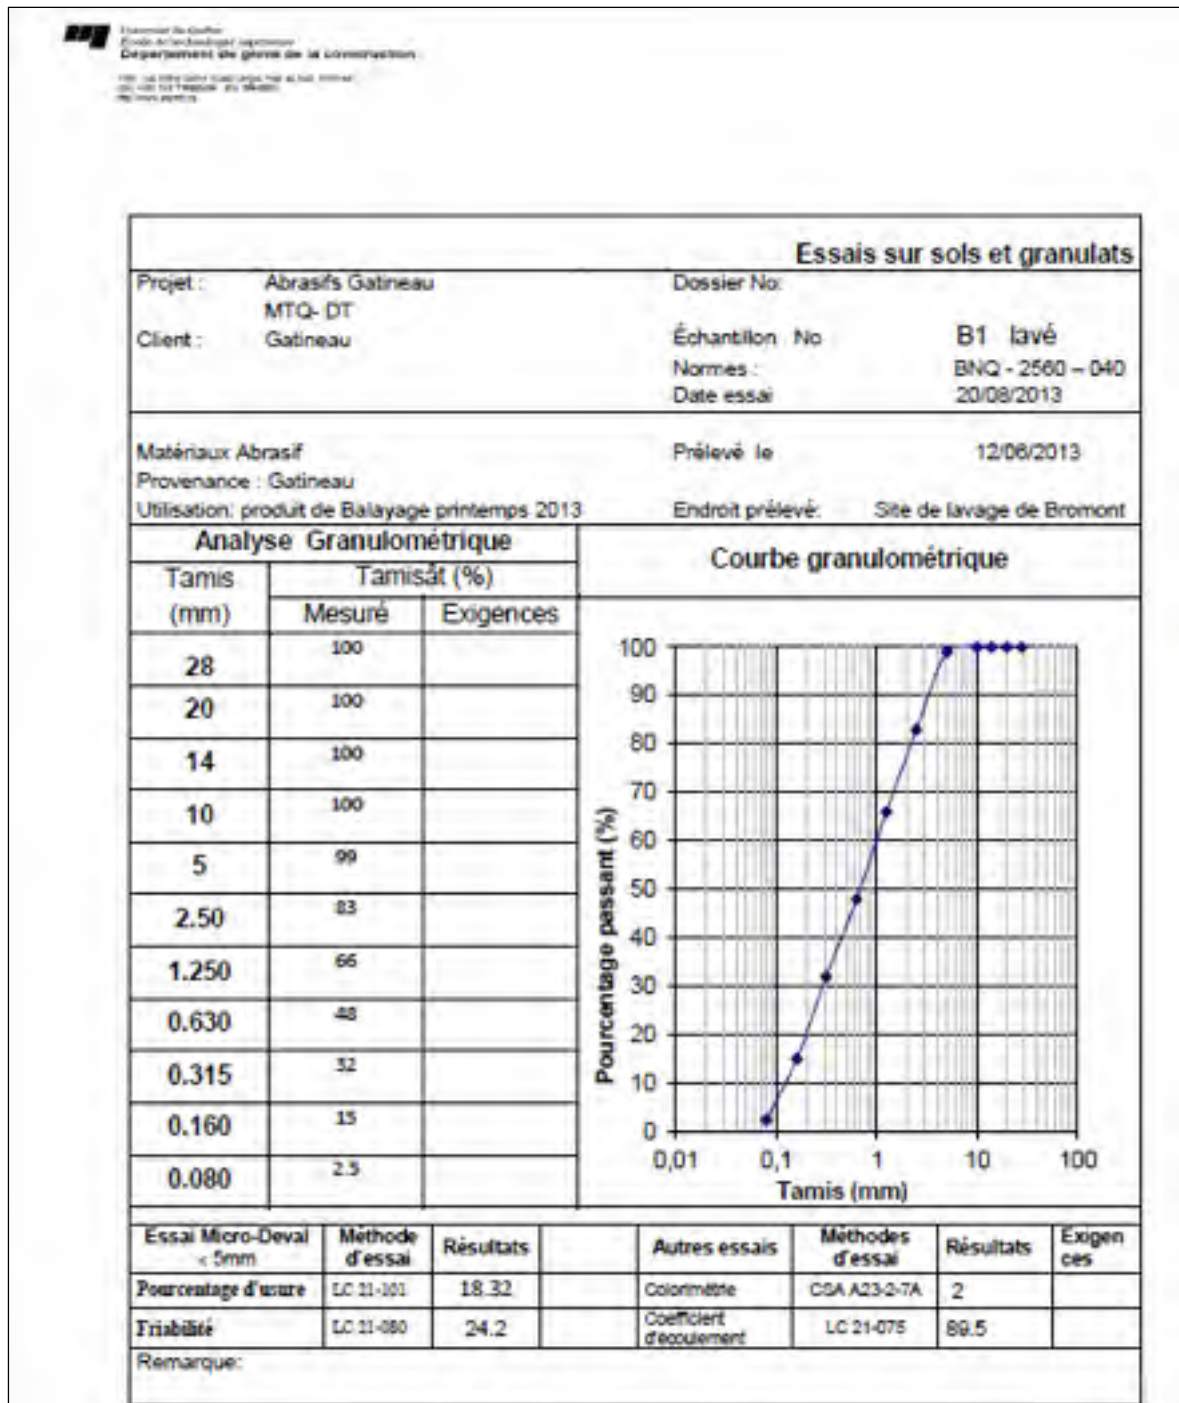 Département de génie de la construction
Essais sur sols et granulats
Projet : Abrasifs Gatineau Dossier No:
MTQ- DT
Client : Gatineau Échantillon No B1 lavé
Normes : BNQ - 2560 – 040
Date essai 20/08/2013
Matériaux Abrasif Prélevé le 12/06/2013
Provenance : Gatineau
Utilisation: produit de Balayage printemps 2013 Endroit prélevé: Site de lavage de Bromont
Analyse Granulométrique
Tamis (mm) Tamisât (%)
Mesuré Exigences
28 100
20 100
14 100
10 100
5 99
2.50 83
1.250 66
0.630 48
0.315 32
0.160 15
0.080 2.5
Courbe granulométrique
Pourcentage passant (%)
100
90
80
70
60
50
40
30
20
10
0
0,01 0,1 1 10 100
Tamis (mm)
Essai Micro-Deval < 5mm Méthode d'essai Résultats Autres essais Méthodes d'essai Résultats Exigen ces
Pourcentage d'usure LC 21-101 18.32 Colorimétrie CSA A23-2-7A 2
Friabilité LC 21-080 24.2 Coefficient d'écoulement LC 21-075 89.5
Remarque: